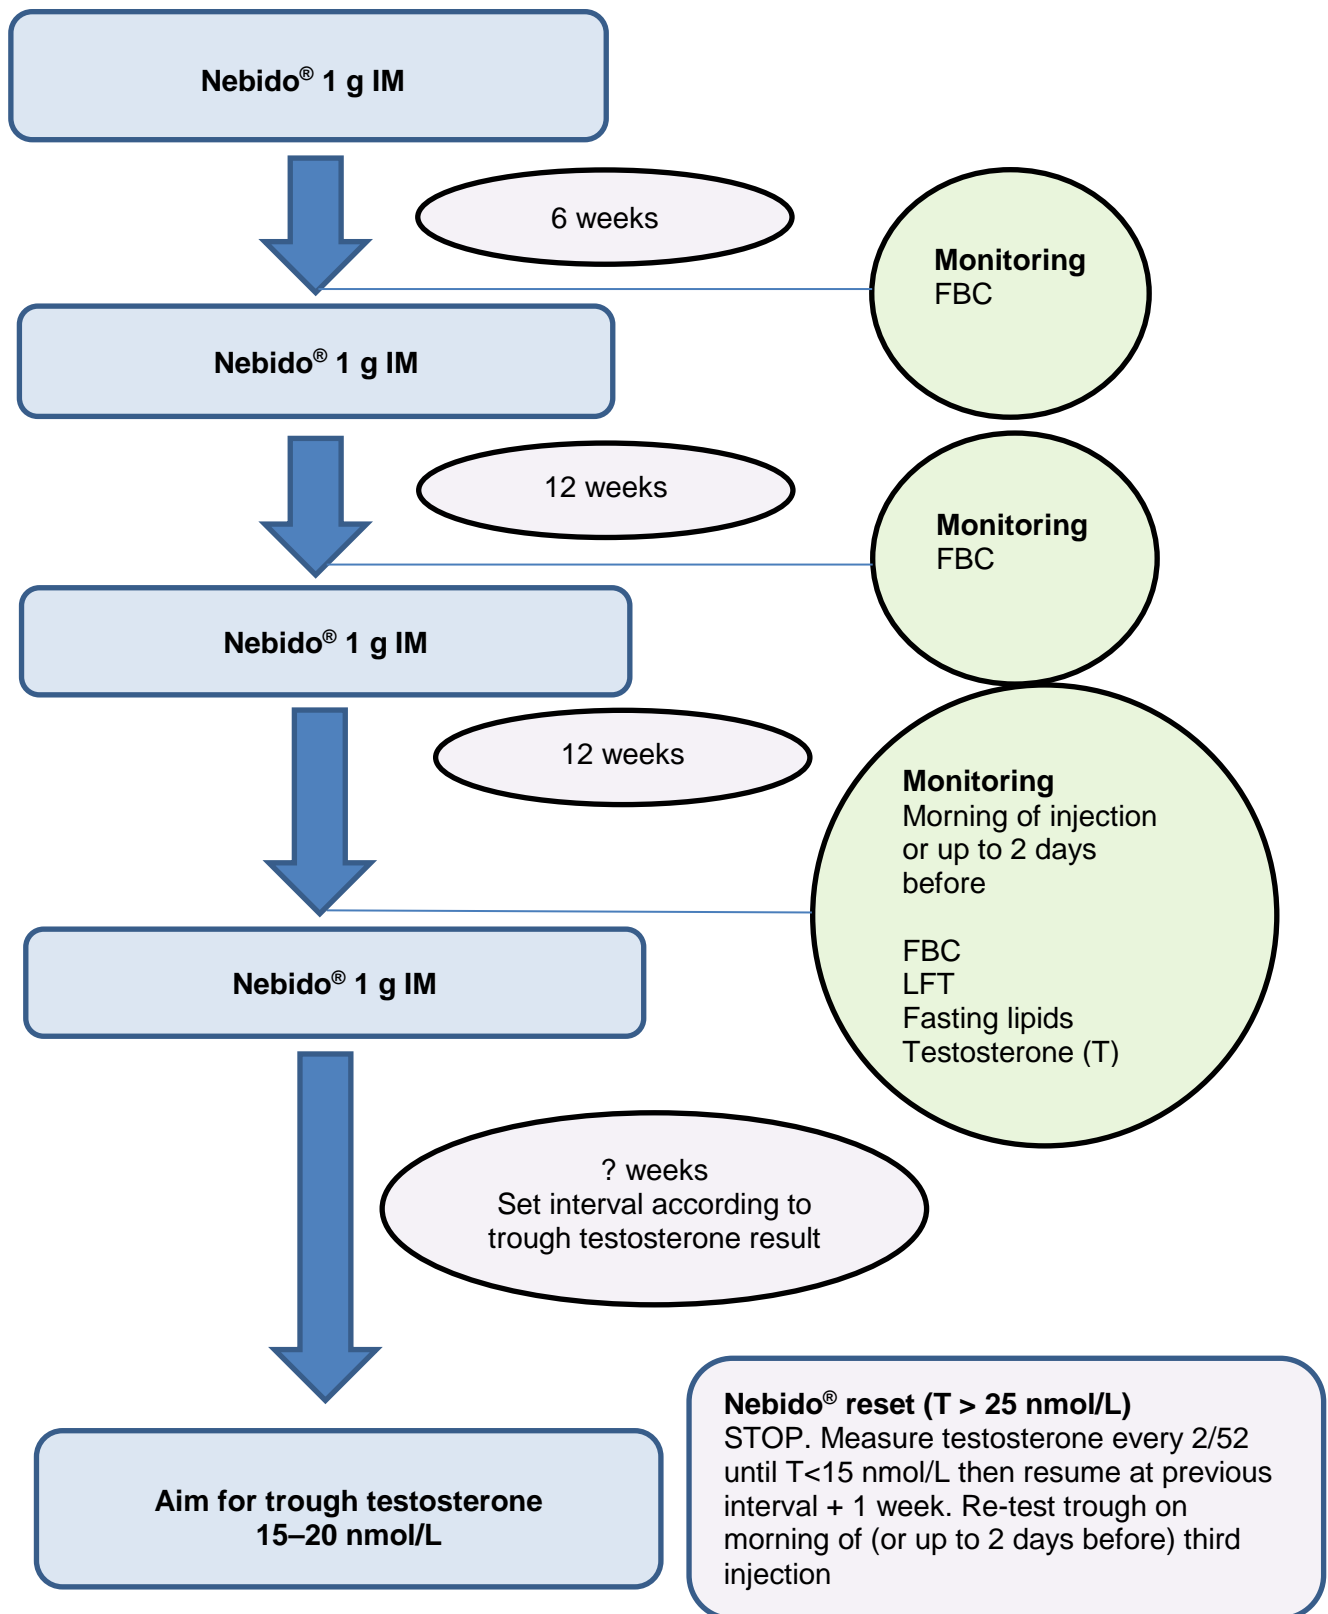 Nebido® 1 g IM
6 weeks
Monitoring
FBC
Nebido® 1 g IM
12 weeks
Monitoring
FBC
Nebido® 1 g IM
12 weeks
Monitoring
Morning of injection
or up to 2 days
before
FBC
LFT
Fasting lipids
Testosterone (T)
Nebido® 1 g IM
? weeks
Set interval according to
trough testosterone result
Aim for trough testosterone
15–20 nmol/L
Nebido® reset (T > 25 nmol/L)
STOP. Measure testosterone every 2/52
until T<15 nmol/L then resume at previous
interval + 1 week. Re-test trough on
morning of (or up to 2 days before) third
injection